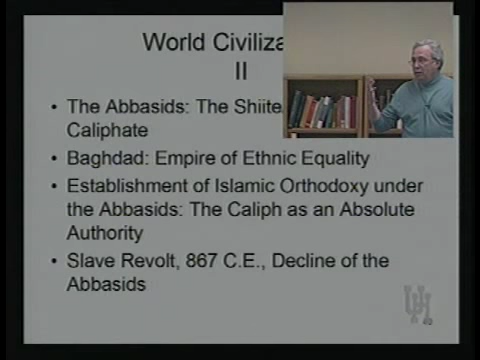 World Civiliza
II
• The Abbasids: The Shiite
Caliphate
• Baghdad: Empire of Ethnic Equality
• Establishment of Islamic Orthodoxy under
the Abbasids: The Caliph as an Absolute
Authority
• Slave Revolt, 867 C.E., Decline of the
Abbasids
UH